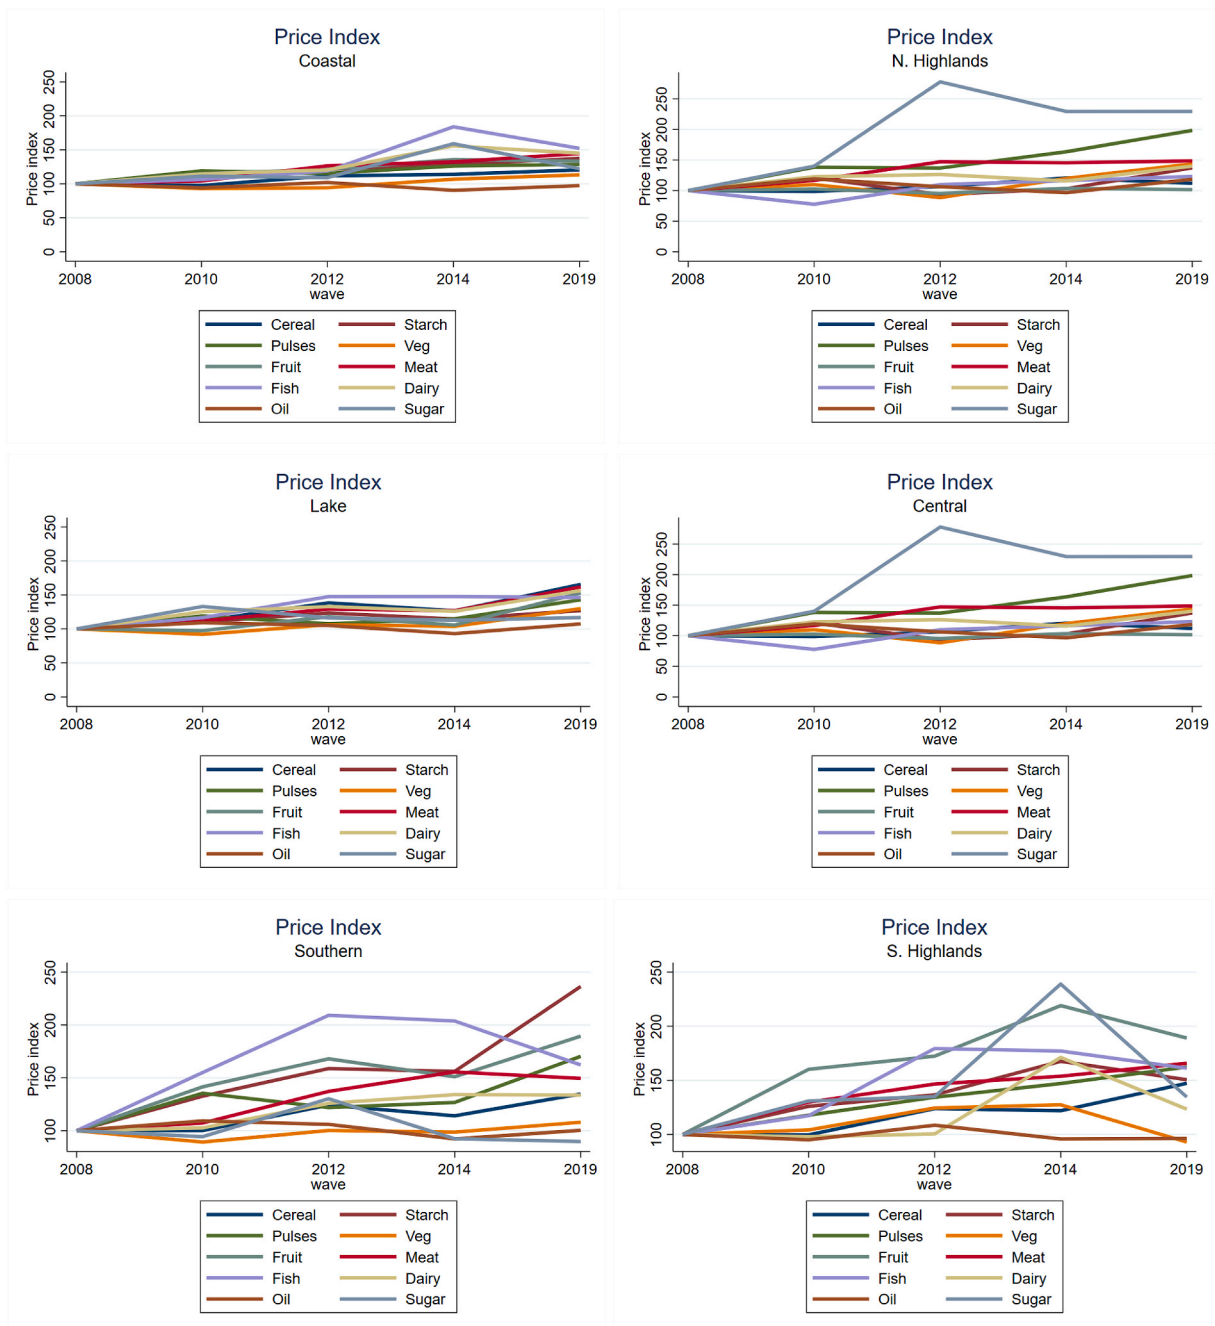 Price Index
Coastal
Price index
250
200
150
100
50
0
2008 2010 2012 2014 2019
wave
Cereal Starch
Pulses Veg
Fruit Meat
Fish Dairy
Oil Sugar
Price Index
N. Highlands
Price index
250
200
150
100
50
0
2008 2010 2012 2014 2019
wave
Cereal Starch
Pulses Veg
Fruit Meat
Fish Dairy
Oil Sugar
Price Index
Lake
Price index
250
200
150
100
50
0
2008 2010 2012 2014 2019
wave
Cereal Starch
Pulses Veg
Fruit Meat
Fish Dairy
Oil Sugar
Price Index
Central
Price index
250
200
150
100
50
0
2008 2010 2012 2014 2019
wave
Cereal Starch
Pulses Veg
Fruit Meat
Fish Dairy
Oil Sugar
Price Index
Southern
Price index
250
200
150
100
2008 2010 2012 2014 2019
wave
Cereal Starch
Pulses Veg
Fruit Meat
Fish Dairy
Oil Sugar
Price Index
S. Highlands
Price index
250
200
150
100
2008 2010 2012 2014 2019
wave
Cereal Starch
Pulses Veg
Fruit Meat
Fish Dairy
Oil Sugar